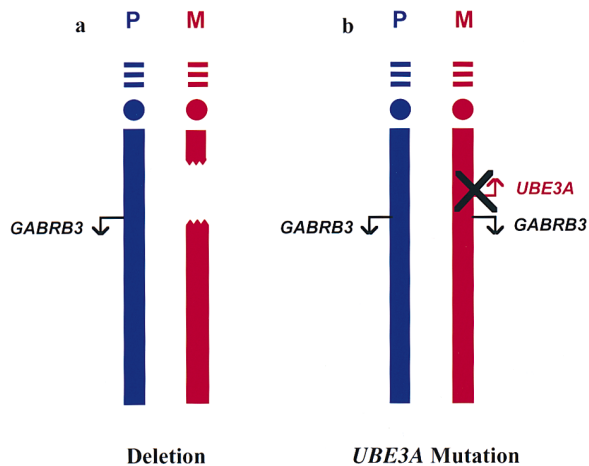 a
P
M
b
P
M
UBE3A
GABRB3
GABRB3
GABRB3
Deletion
UBE3A Mutation